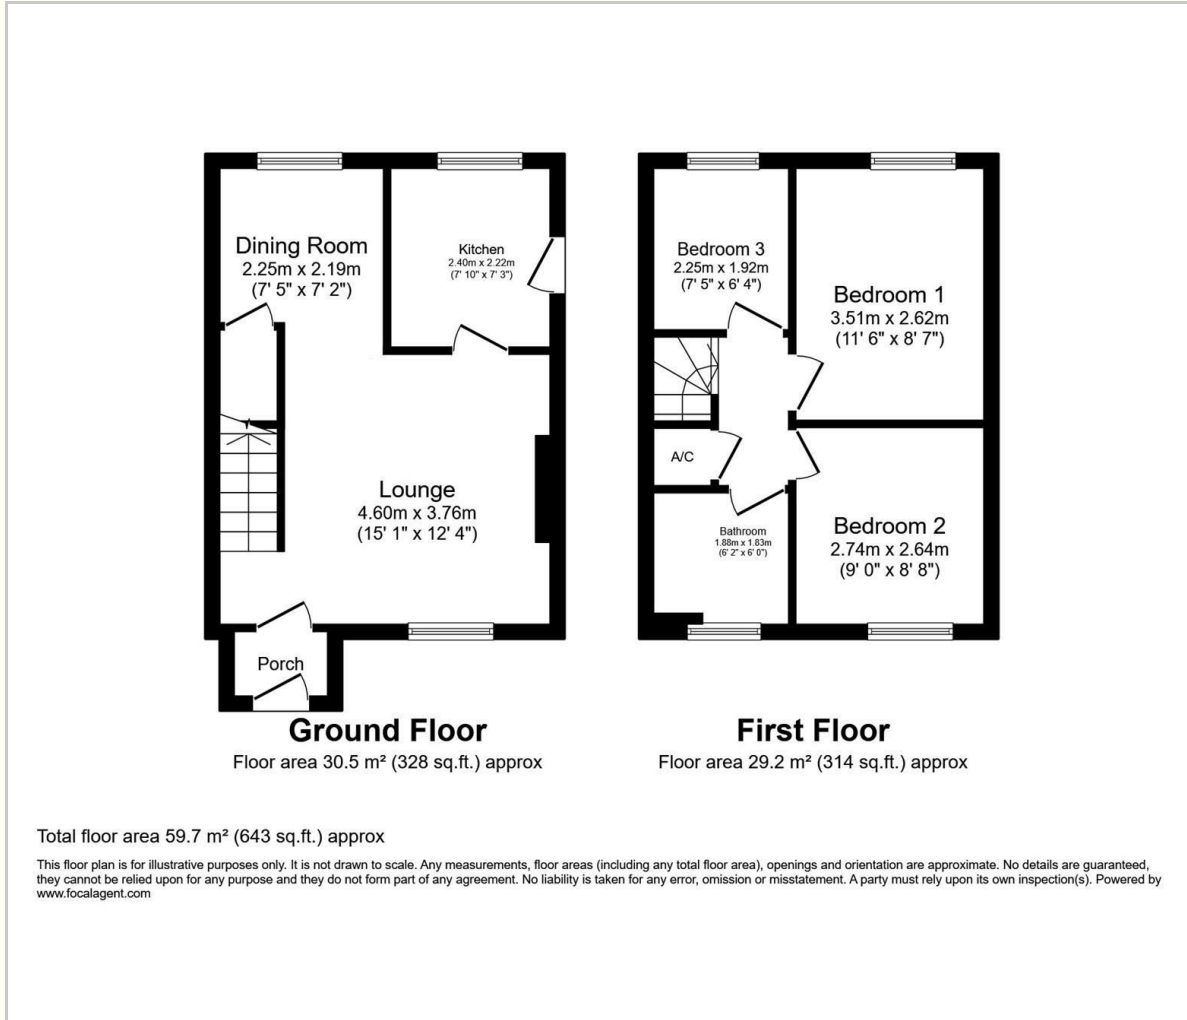 Dining Room
2.25m x 2.19m
(7' 5" x 7' 2")
Kitchen
2.40m x 2.22m
(7' 10" x 7' 3")
Lounge
4.60m x 3.76m
(15' 1" x 12' 4")
Porch
Ground Floor
Floor area 30.5 m² (328 sq.ft.) approx
Bedroom 3
2.25m x 1.92m
(7' 5" x 6' 4")
Bedroom 1
3.51m x 2.62m
(11' 6" x 8' 7")
A/C
Bathroom
1.88m x 1.83m
(6' 2" x 6' 0")
Bedroom 2
2.74m x 2.64m
(9' 0" x 8' 8")
First Floor
Floor area 29.2 m² (314 sq.ft.) approx
Total floor area 59.7 m² (643 sq.ft.) approx
This floor plan is for illustrative purposes only. It is not drawn to scale. Any measurements, floor areas (including any total floor area), openings and orientation are approximate. No details are guaranteed,
they cannot be relied upon for any purpose and they do not form part of any agreement. No liability is taken for any error, omission or misstatement. A party must rely upon its own inspection(s). Powered by
www.focalagent.com